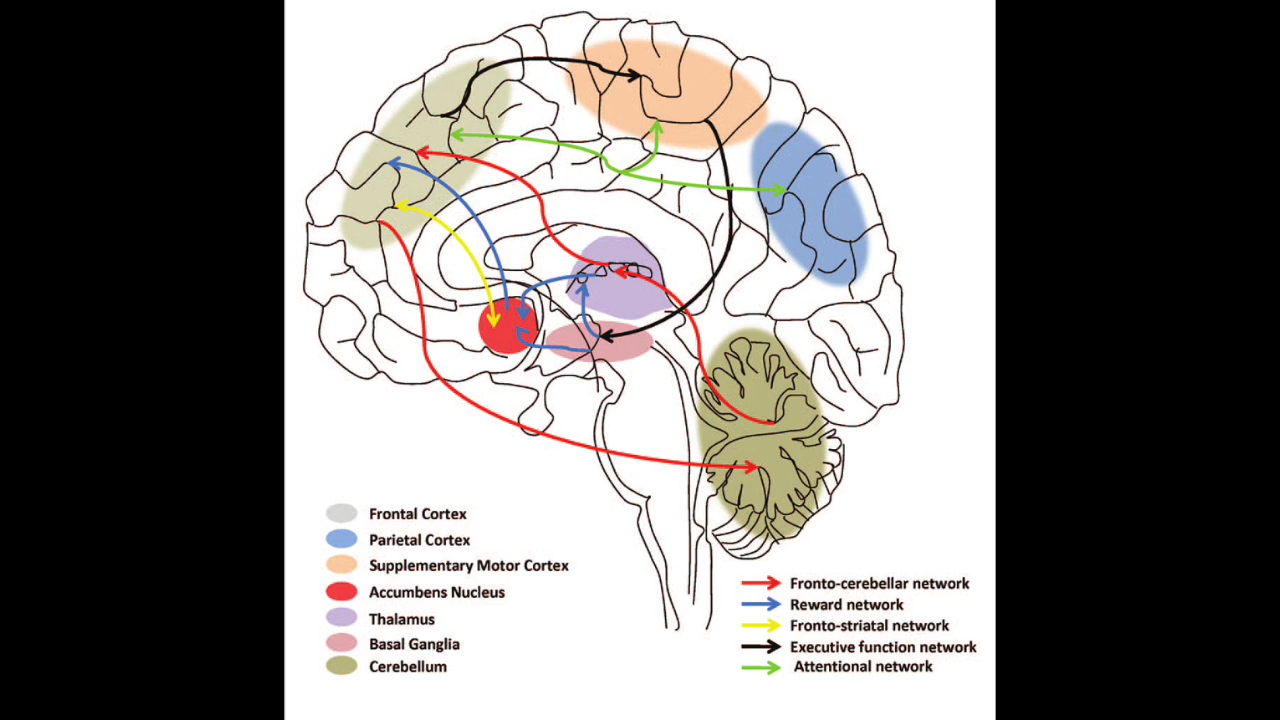 Frontal Cortex
Parietal Cortex
Supplementary Motor Cortex
Accumbens Nucleus
Thalamus
Basal Ganglia
Cerebellum
Fronto-cerebellar network
Reward network
Fronto-striatal network
Executive function network
Attentional network